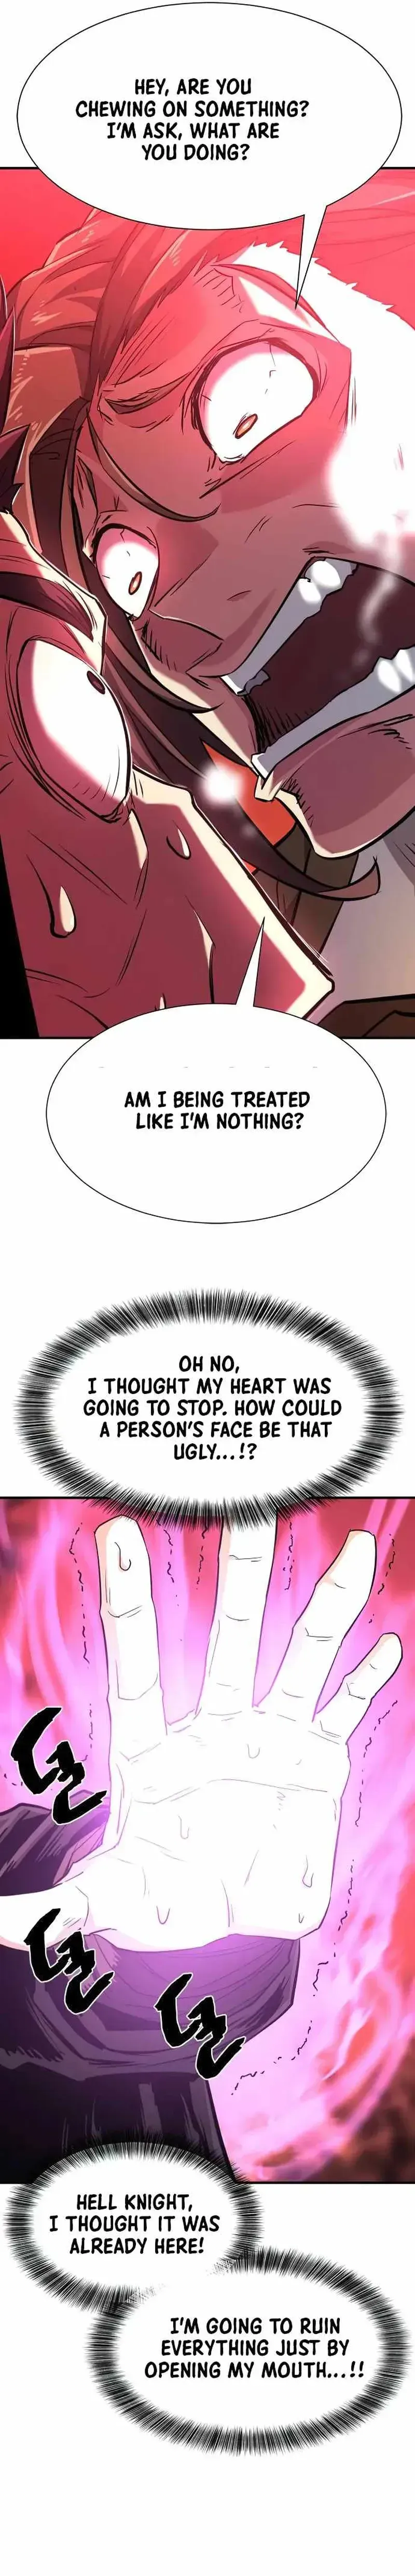 HEY, ARE YOU
CHEWING ON SOMETHING?
I'M ASK, WHAT ARE
YOU DOING?
AM I BEING TREATED
LIKE I'M NOTHING?
OH NO,
I THOUGHT MY HEART WAS
GOING TO STOP. HOW COULD
A PERSON'S FACE BE THAT
UGLY...!?
덜
덜
덜
HELL KNIGHT,
I THOUGHT IT WAS
ALREADY HERE!
I'M GOING TO RUIN
EVERYTHING JUST BY
OPENING MY MOUTH...!!